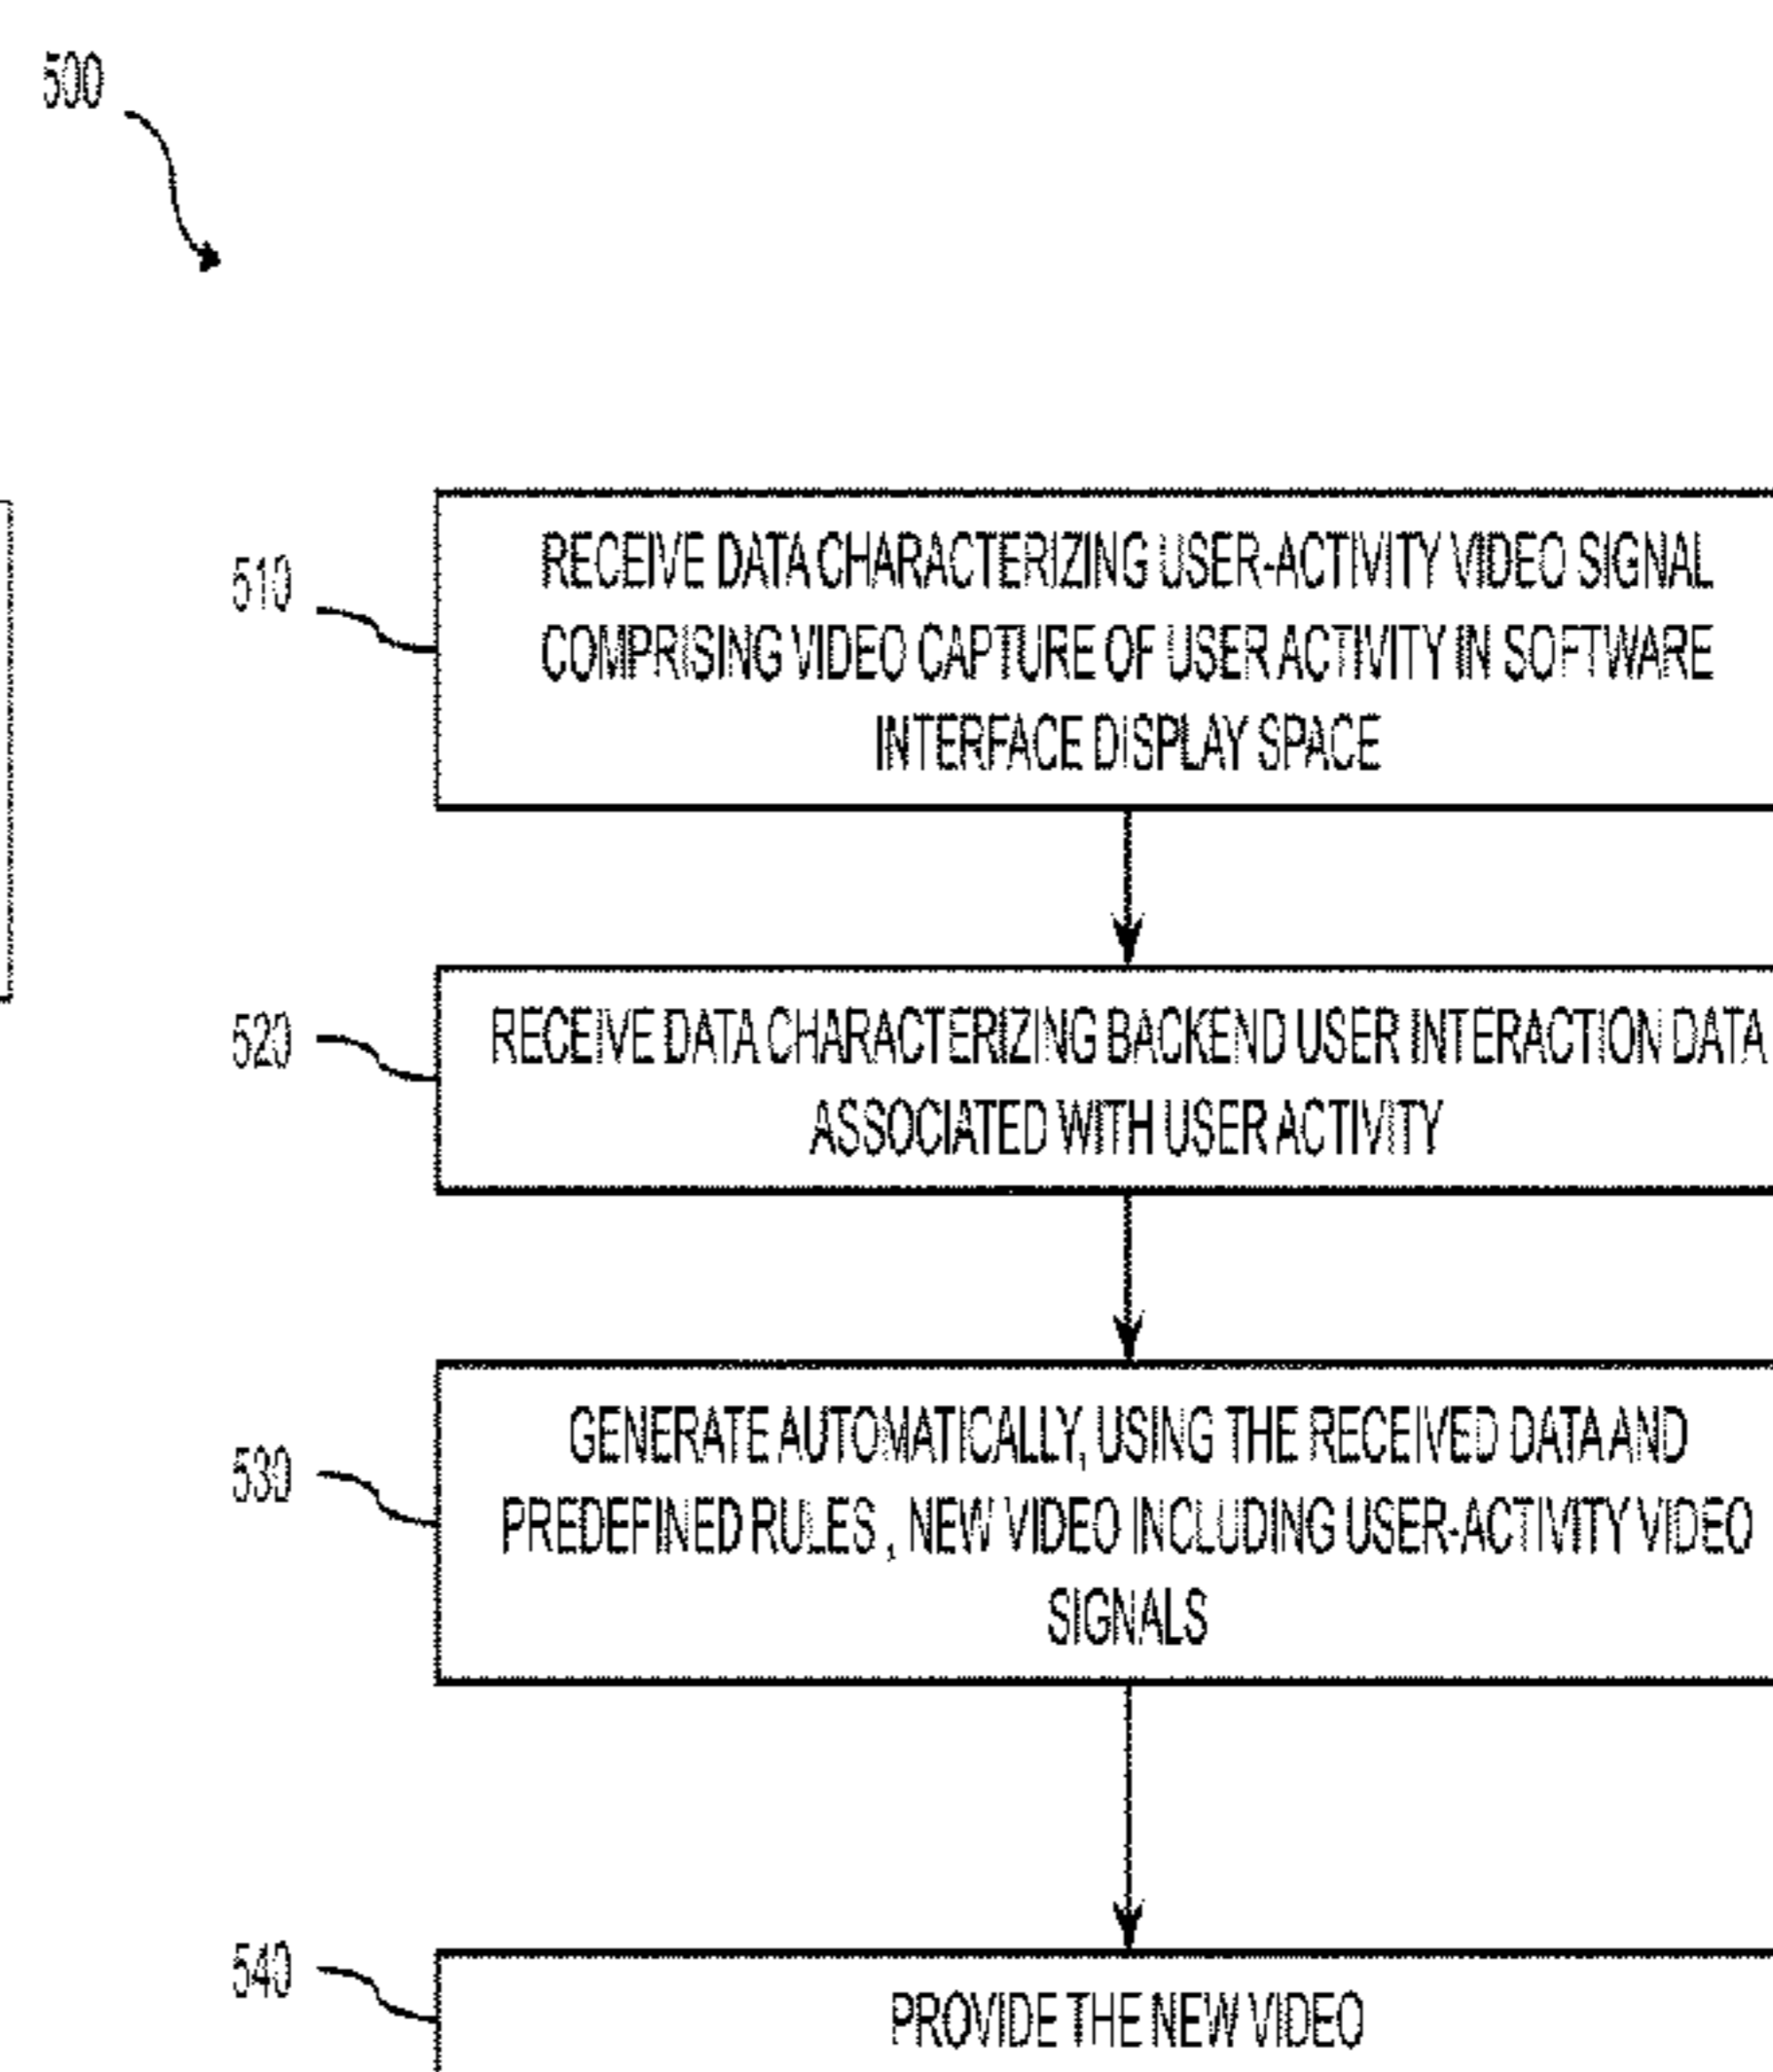 500
510
RECEIVE DATA CHARACTERIZING USER-ACTIVITY VIDEO SIGNAL
COMPRISING VIDEO CAPTURE OF USER ACTIVITY IN SOFTWARE
INTERFACE DISPLAY SPACE
520
RECEIVE DATA CHARACTERIZING BACKEND USER INTERACTION DATA
ASSOCIATED WITH USER ACTIVITY
530
GENERATE AUTOMATICALLY, USING THE RECEIVED DATA AND
PREDEFINED RULES , NEW VIDEO INCLUDING USER-ACTIVITY VIDEO
SIGNALS
540
PROVIDE THE NEW VIDEO